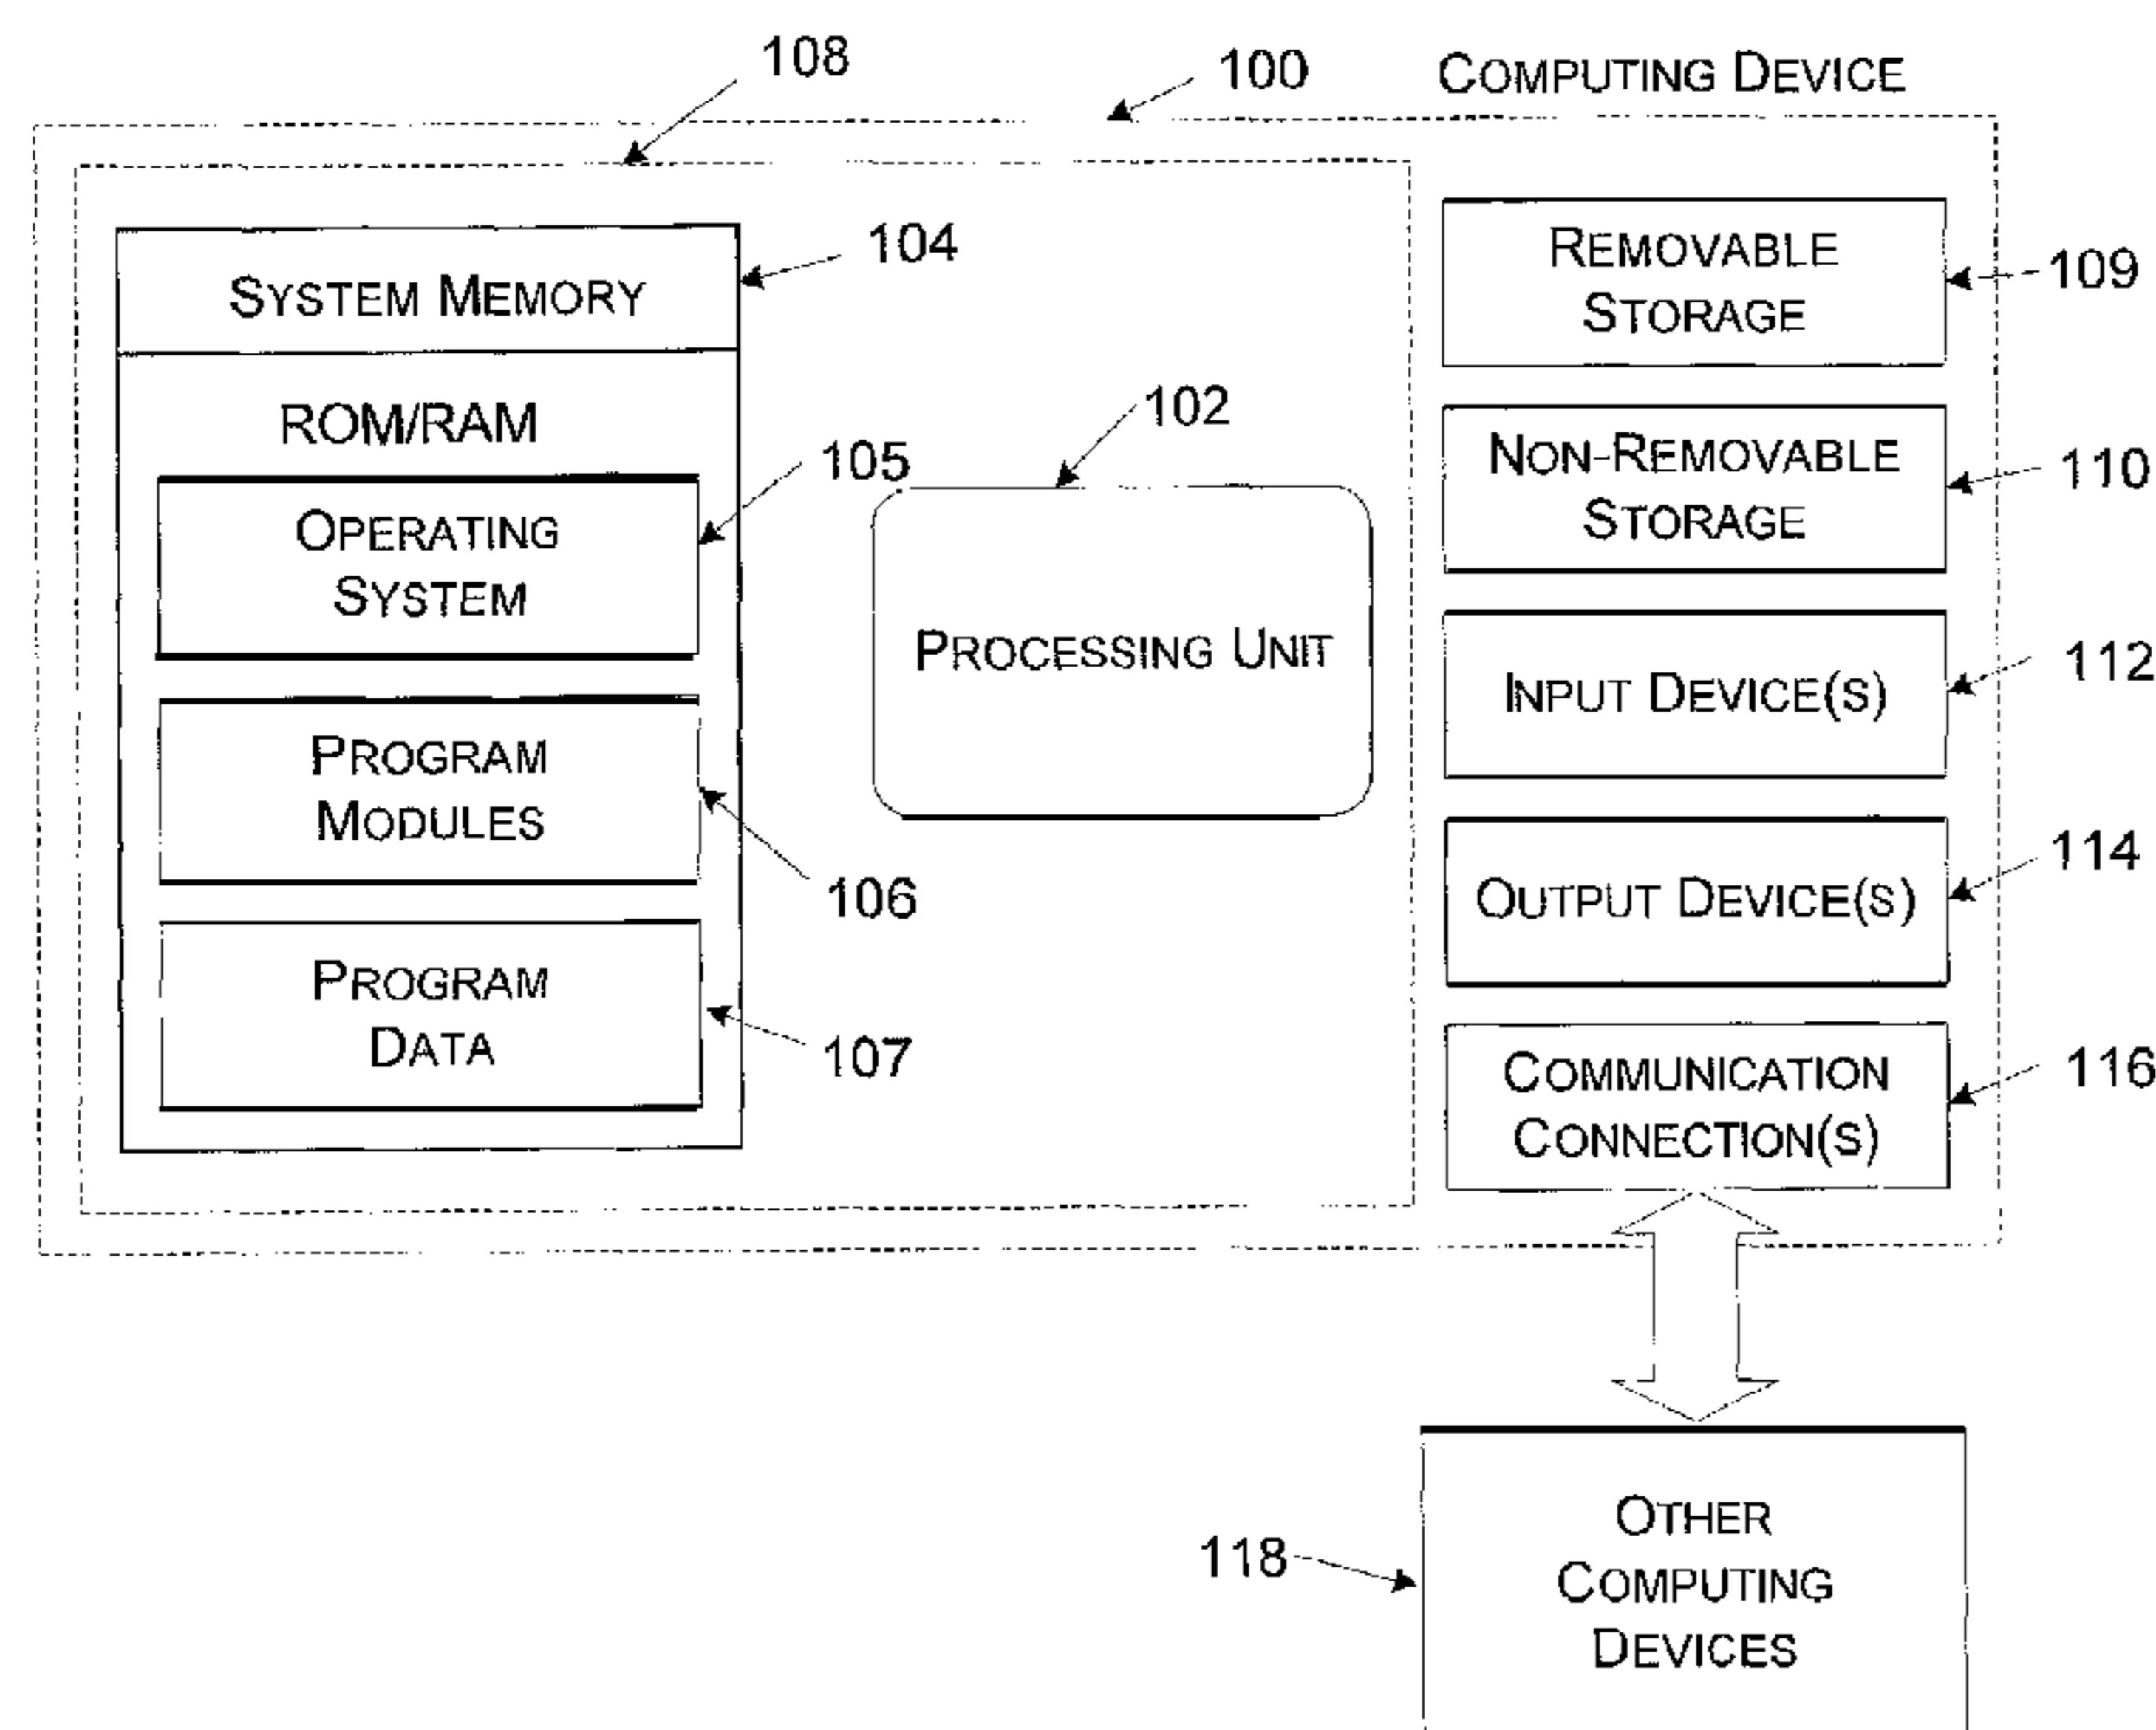 108
100
COMPUTING DEVICE
SYSTEM MEMORY
104
ROM/RAM
OPERATING
SYSTEM
105
PROGRAM
MODULES
106
PROGRAM
DATA
107
102
PROCESSING UNIT
REMOVABLE
STORAGE
109
NON-REMOVABLE
STORAGE
110
INPUT DEVICE(S)
112
OUTPUT DEVICE(S)
114
COMMUNICATION
CONNECTION(S)
116
118
OTHER
COMPUTING
DEVICES